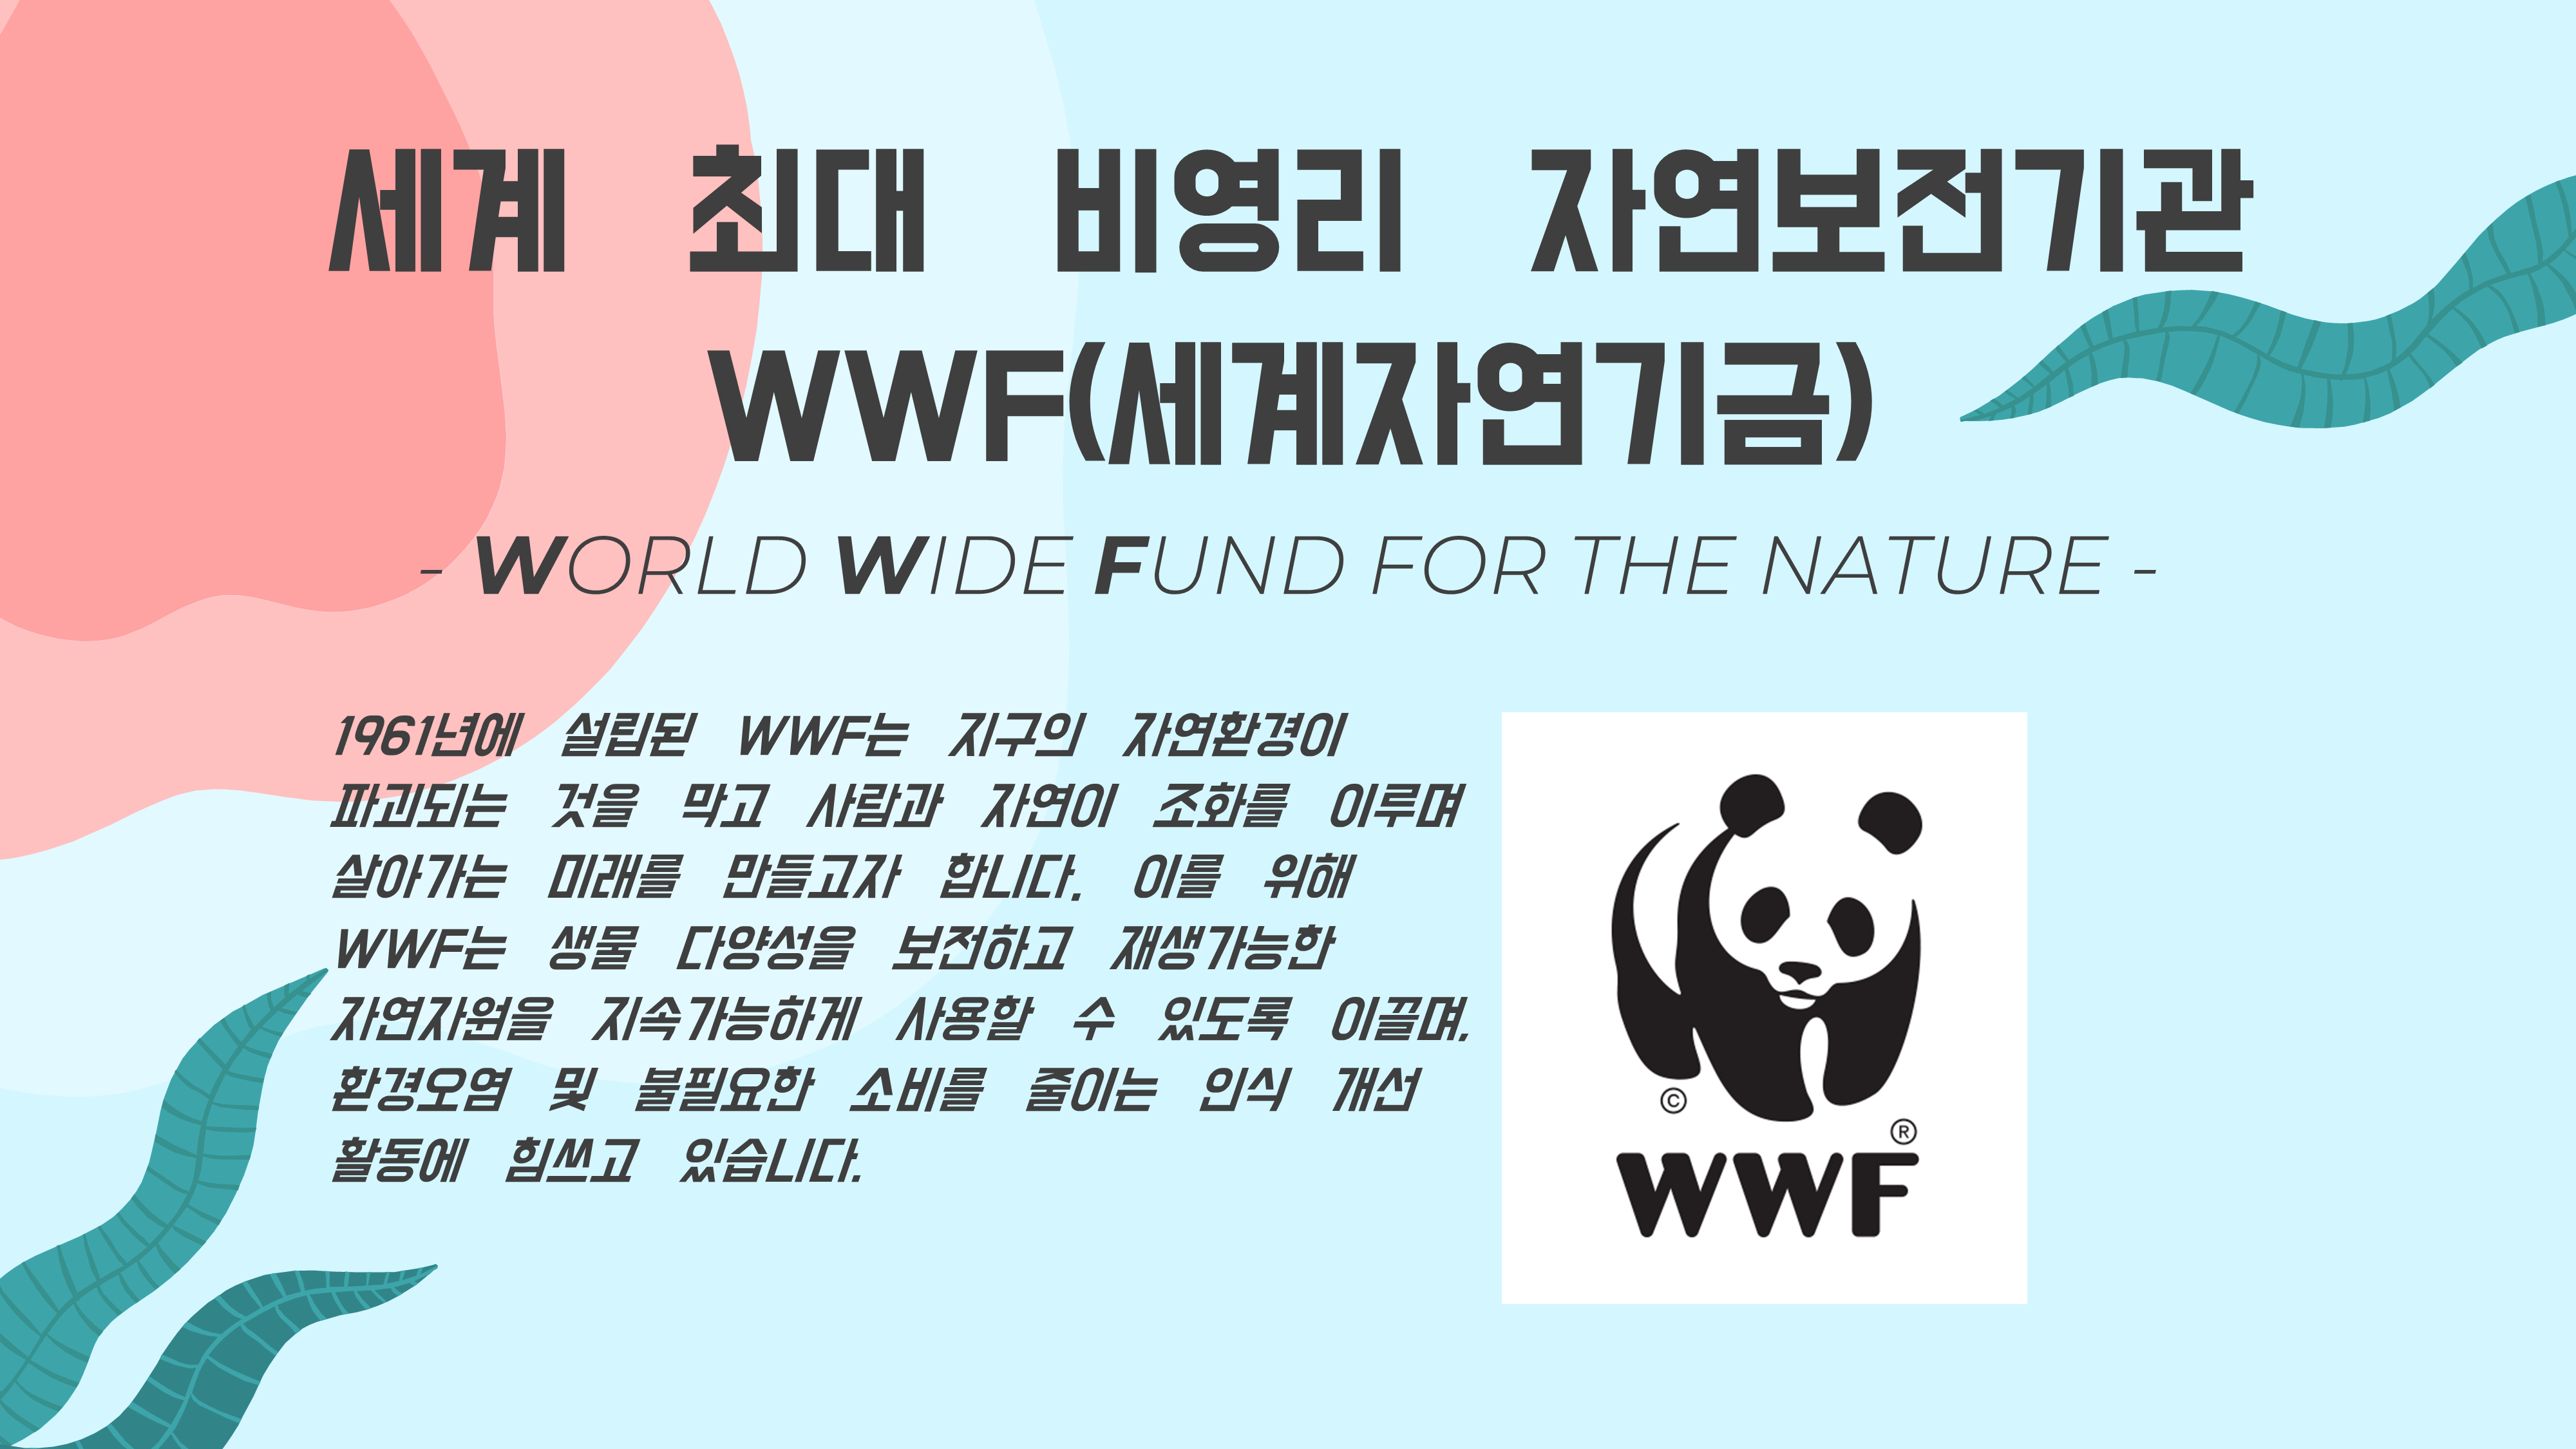 세계 최대 비영리 자연보전기관
WWF(세계자연기금)
- WORLD WIDE FUND FOR THE NATURE -
1961년에 설립된 WWF는 지구의 자연환경이
파괴되는 것을 막고 사람과 자연이 조화를 이루며
살아가는 미래를 만들고자 합니다. 이를 위해
WWF는 생물 다양성을 보전하고 재생가능한
자연자원을 지속가능하게 사용할 수 있도록 이끌며,
환경오염 및 불필요한 소비를 줄이는 인식 개선
활동에 힘쓰고 있습니다.
©
®
WWF